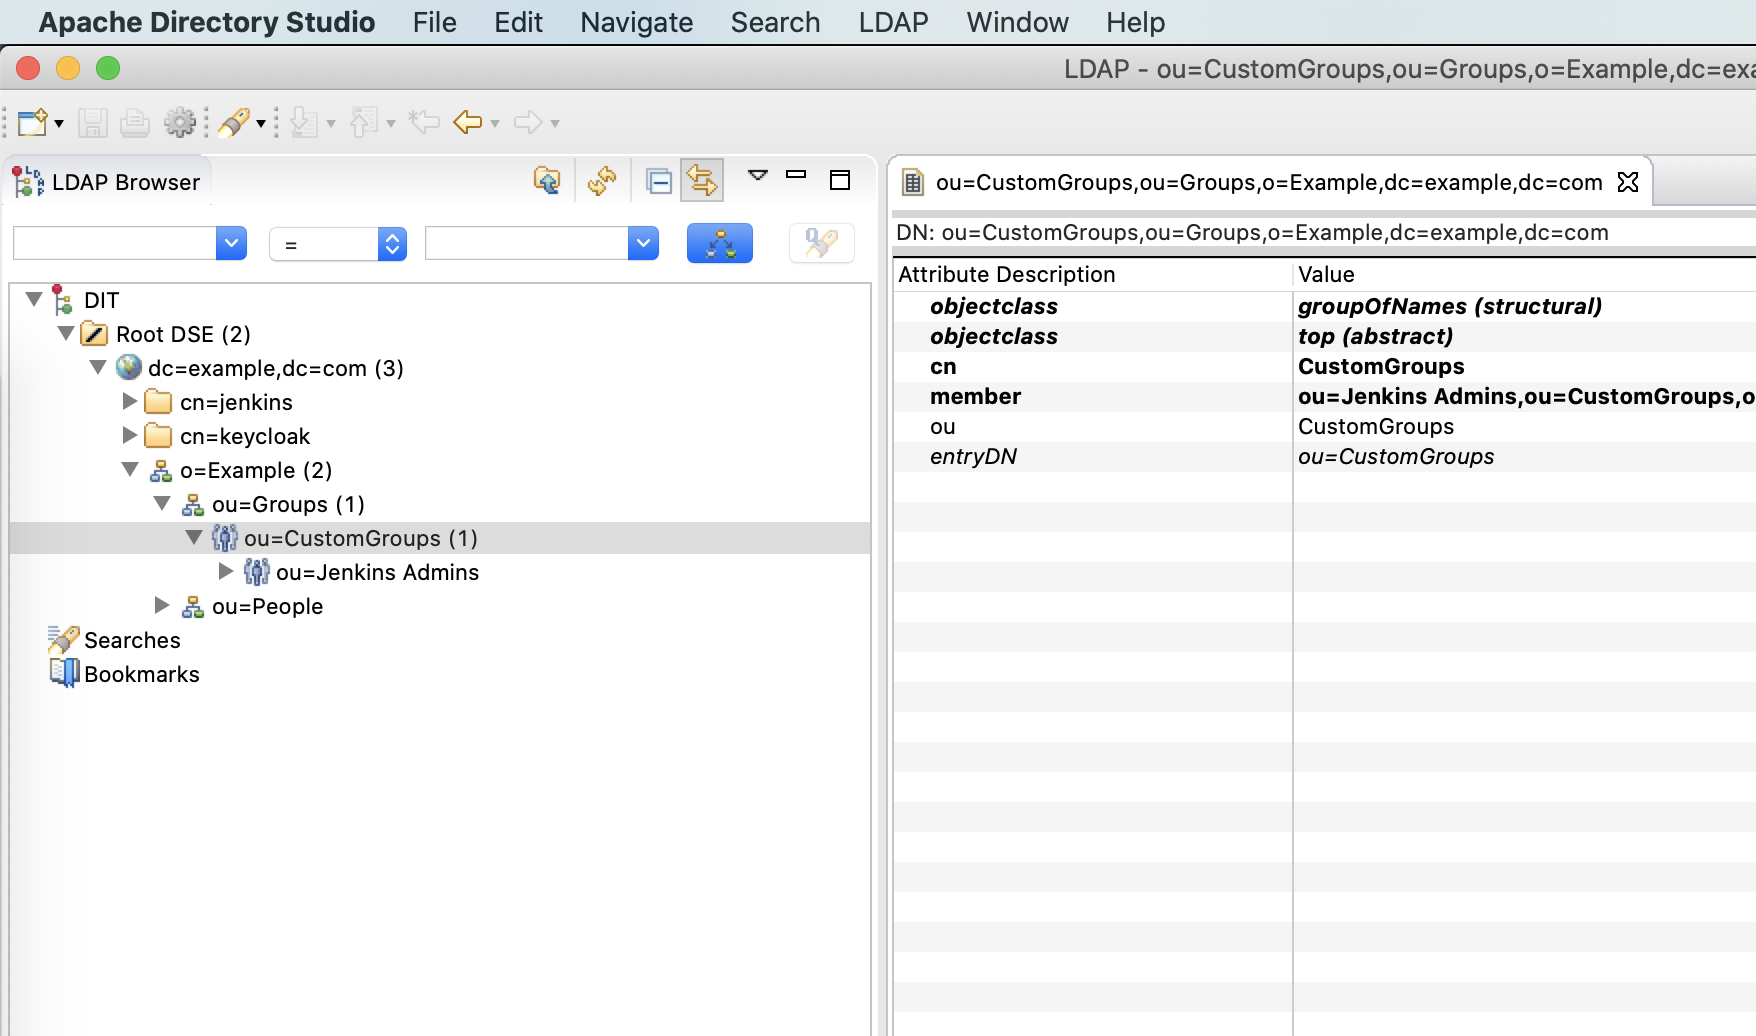 Apache Directory Studio File Edit Navigate Search LDAP Window Help
LDAP - ou=CustomGroups,ou=Groups,o=Example,dc=exa
LDAP Browser
=
DIT
Root DSE (2)
dc=example,dc=com (3)
cn=jenkins
cn=keycloak
o=Example (2)
ou=Groups (1)
ou=CustomGroups (1)
ou=Jenkins Admins
ou=People
Searches
Bookmarks
ou=CustomGroups,ou=Groups,o=Example,dc=example,dc=com
DN: ou=CustomGroups,ou=Groups,o=Example,dc=example,dc=com
Attribute Description Value
objectclass groupOfNames (structural)
objectclass top (abstract)
cn CustomGroups
member ou=Jenkins Admins,ou=CustomGroups,o
ou CustomGroups
entryDN ou=CustomGroups